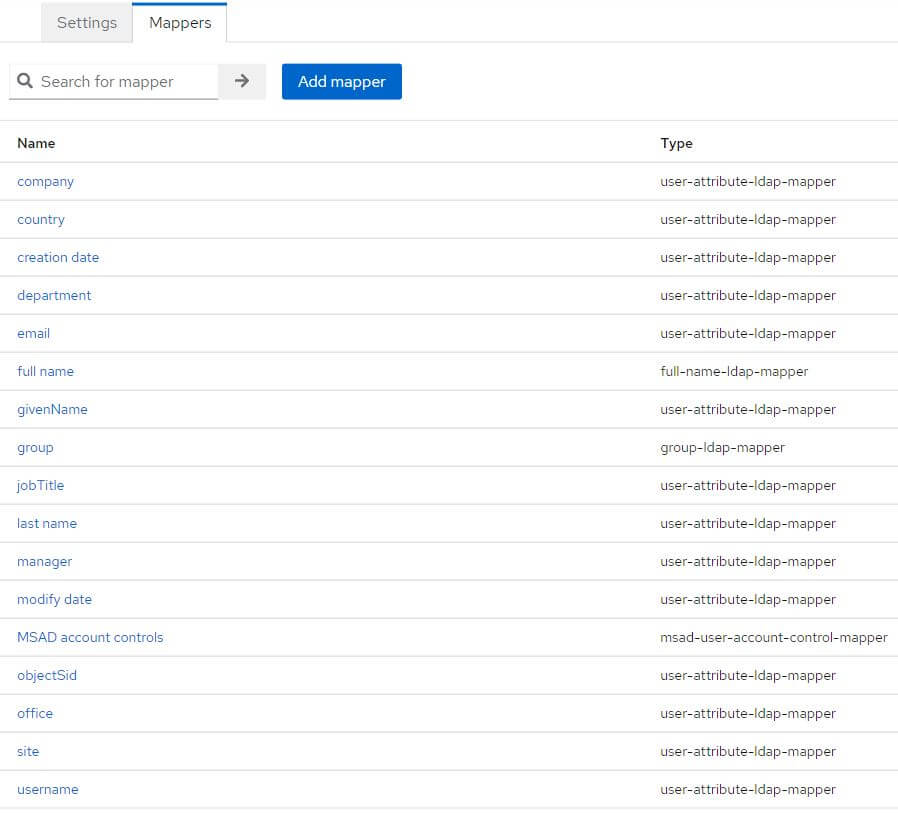 Settings Mappers
Search for mapper Add mapper
Name Type
company user-attribute-ldap-mapper
country user-attribute-ldap-mapper
creation date user-attribute-ldap-mapper
department user-attribute-ldap-mapper
email user-attribute-ldap-mapper
full name full-name-ldap-mapper
givenName user-attribute-ldap-mapper
group group-ldap-mapper
jobTitle user-attribute-ldap-mapper
last name user-attribute-ldap-mapper
manager user-attribute-ldap-mapper
modify date user-attribute-ldap-mapper
MSAD account controls msad-user-account-control-mapper
objectSid user-attribute-ldap-mapper
office user-attribute-ldap-mapper
site user-attribute-ldap-mapper
username user-attribute-ldap-mapper